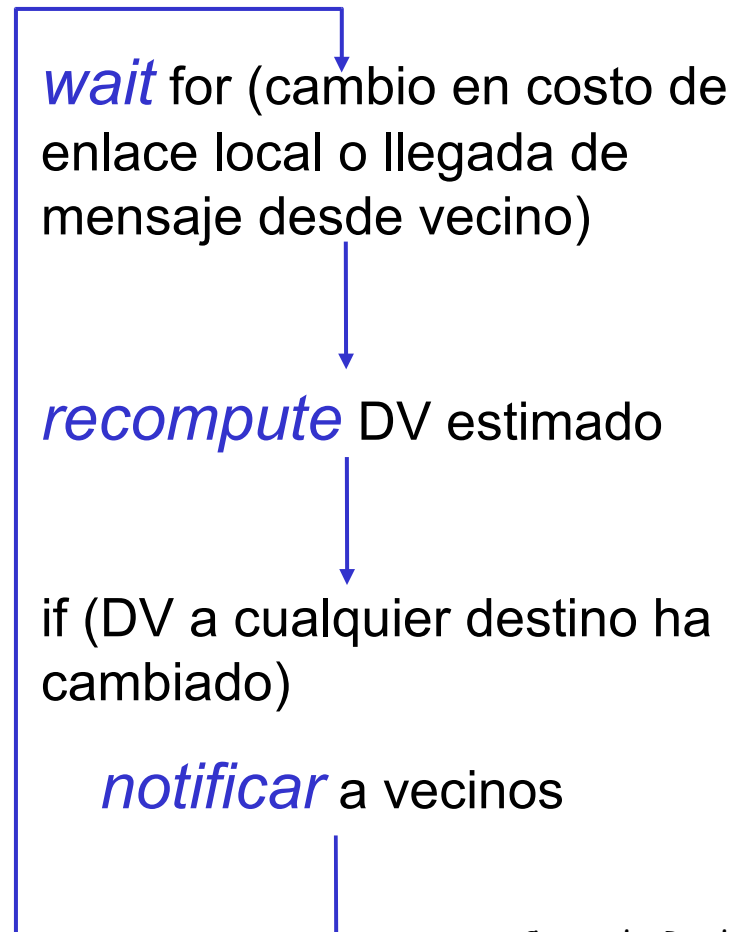 wait for (cambio en costo de
enlace local o llegada de
mensaje desde vecino)
recompute DV estimado
if (DV a cualquier destino ha
cambiado)
notificar a vecinos